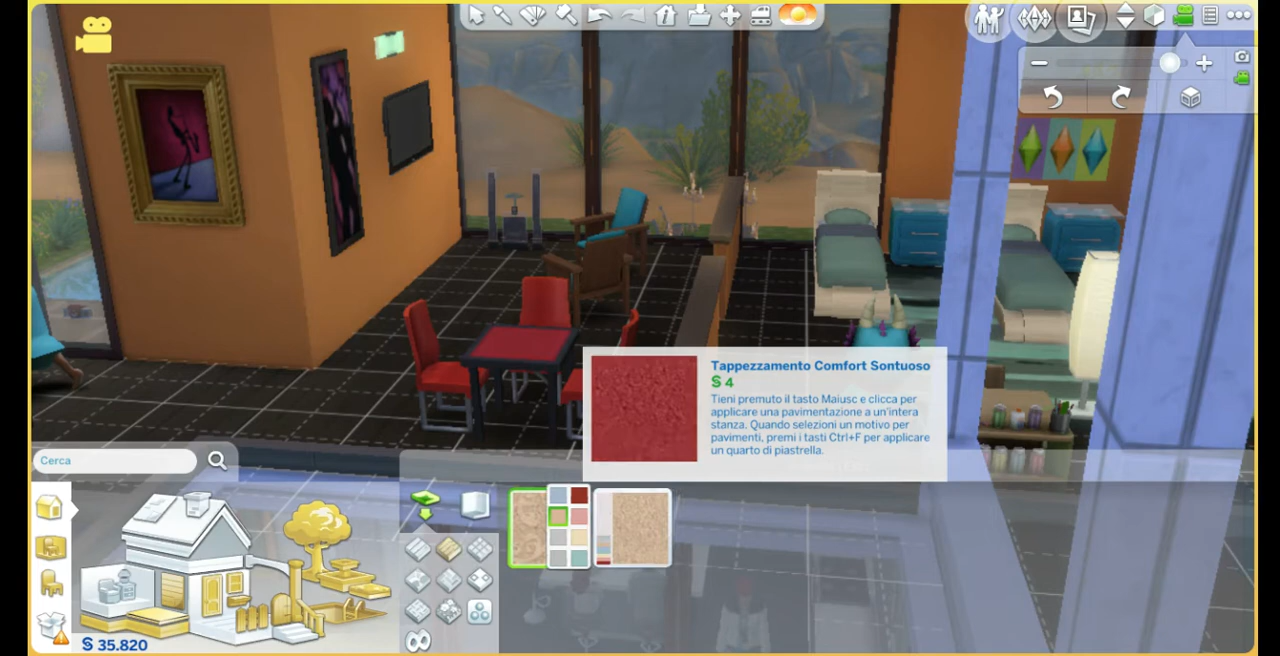 Tappezzamento Comfort Sontuoso
§ 4
Tieni premuto il tasto Maiusc e clicca per
applicare una pavimentazione a un'intera
stanza. Quando selezioni un motivo per
pavimenti, premi i tasti Ctrl+F per applicare
un quarto di piastrella.
Cerca
§ 35.820